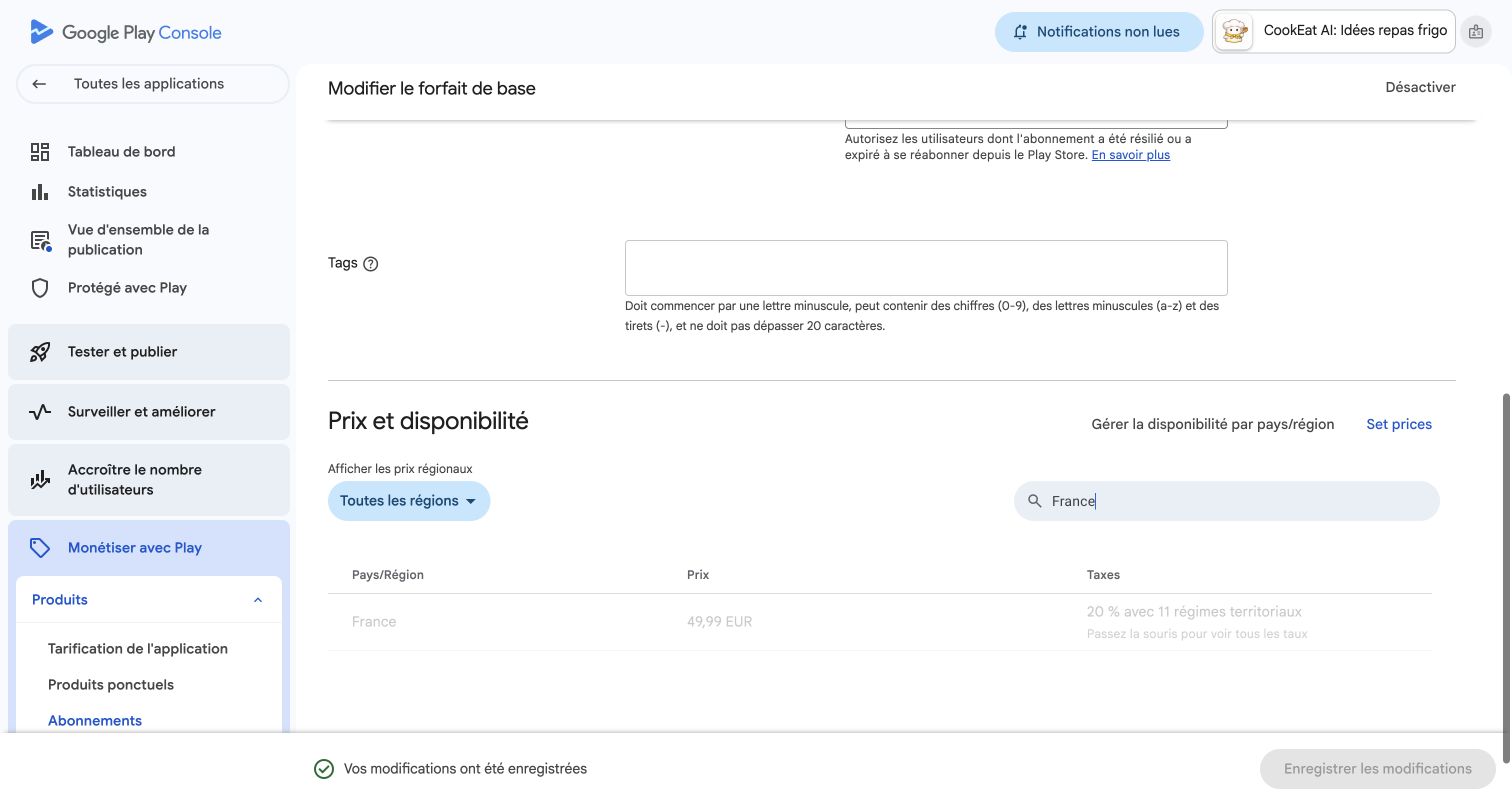 Google Play Console
Notifications non lues
CookEat AI: Idées repas frigo
Toutes les applications
Modifier le forfait de base
Désactiver
Tableau de bord
Statistiques
Vue d'ensemble de la
publication
Protégé avec Play
Tester et publier
Surveiller et améliorer
Accroître le nombre
d'utilisateurs
Monétiser avec Play
Produits
Tarification de l'application
Produits ponctuels
Abonnements
Autorisez les utilisateurs dont l'abonnement a été résilié ou a
expiré à se réabonner depuis le Play Store. En savoir plus
Tags
Doit commencer par une lettre minuscule, peut contenir des chiffres (0-9), des lettres minuscules (a-z) et des
tirets (-), et ne doit pas dépasser 20 caractères.
Prix et disponibilité
Gérer la disponibilité par pays/région
Set prices
Afficher les prix régionaux
Toutes les régions
France
Pays/Région
Prix
Taxes
France
49,99 EUR
20 % avec 11 régimes territoriaux
Passez la souris pour voir tous les taux
Vos modifications ont été enregistrées
Enregistrer les modifications